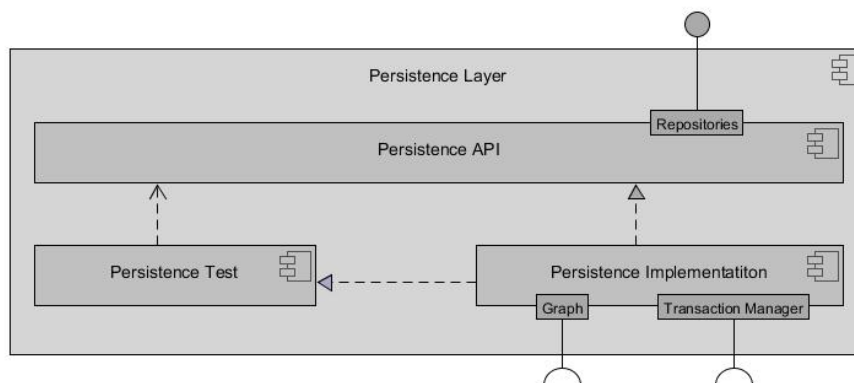 Persistence Layer
Repositories
Persistence API
Persistence Test
Persistence Implementatiton
Graph
Transaction Manager